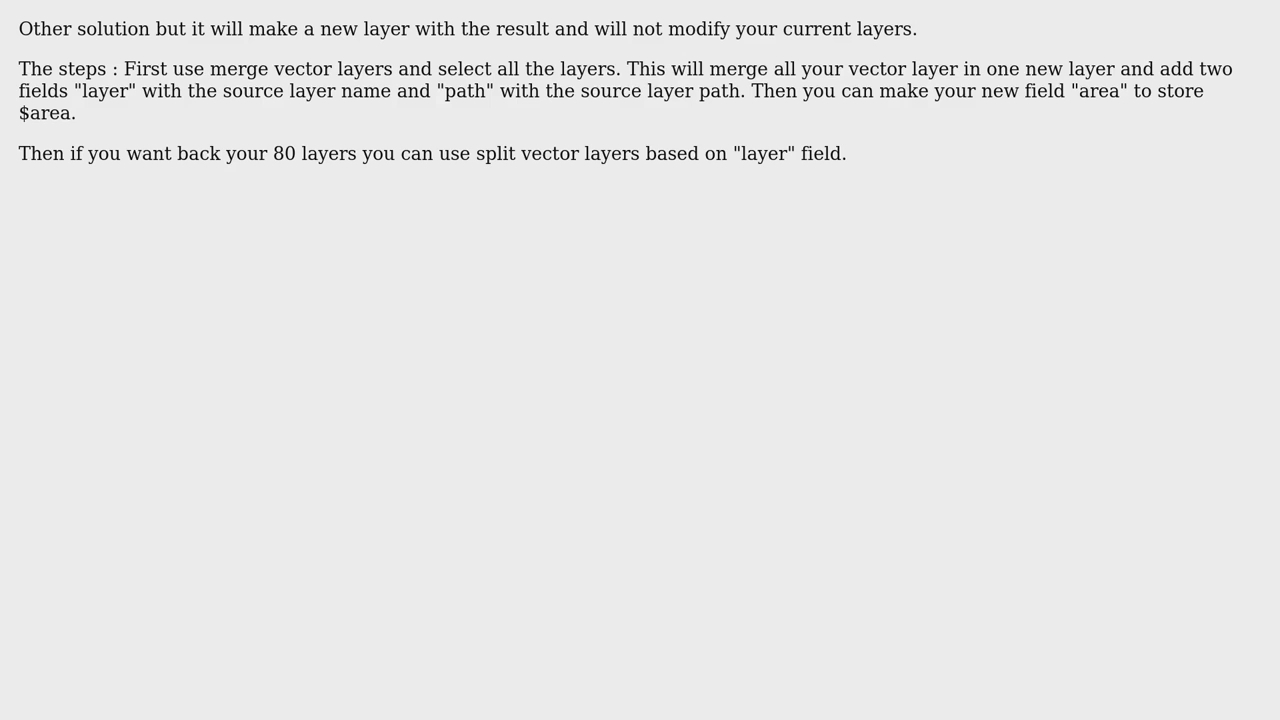 Other solution but it will make a new layer with the result and will not modify your current layers.
The steps : First use merge vector layers and select all the layers. This will merge all your vector layer in one new layer and add two
fields "layer" with the source layer name and "path" with the source layer path. Then you can make your new field "area" to store
$area.
Then if you want back your 80 layers you can use split vector layers based on "layer" field.